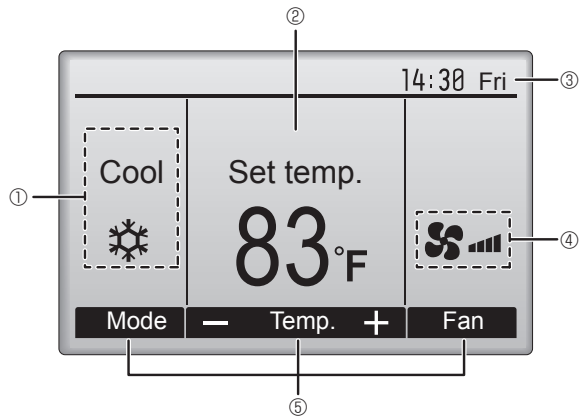 ②
14:30 Fri
③
①
Cool
Set temp.
83°F
④
Mode
— Temp. +
Fan
⑤